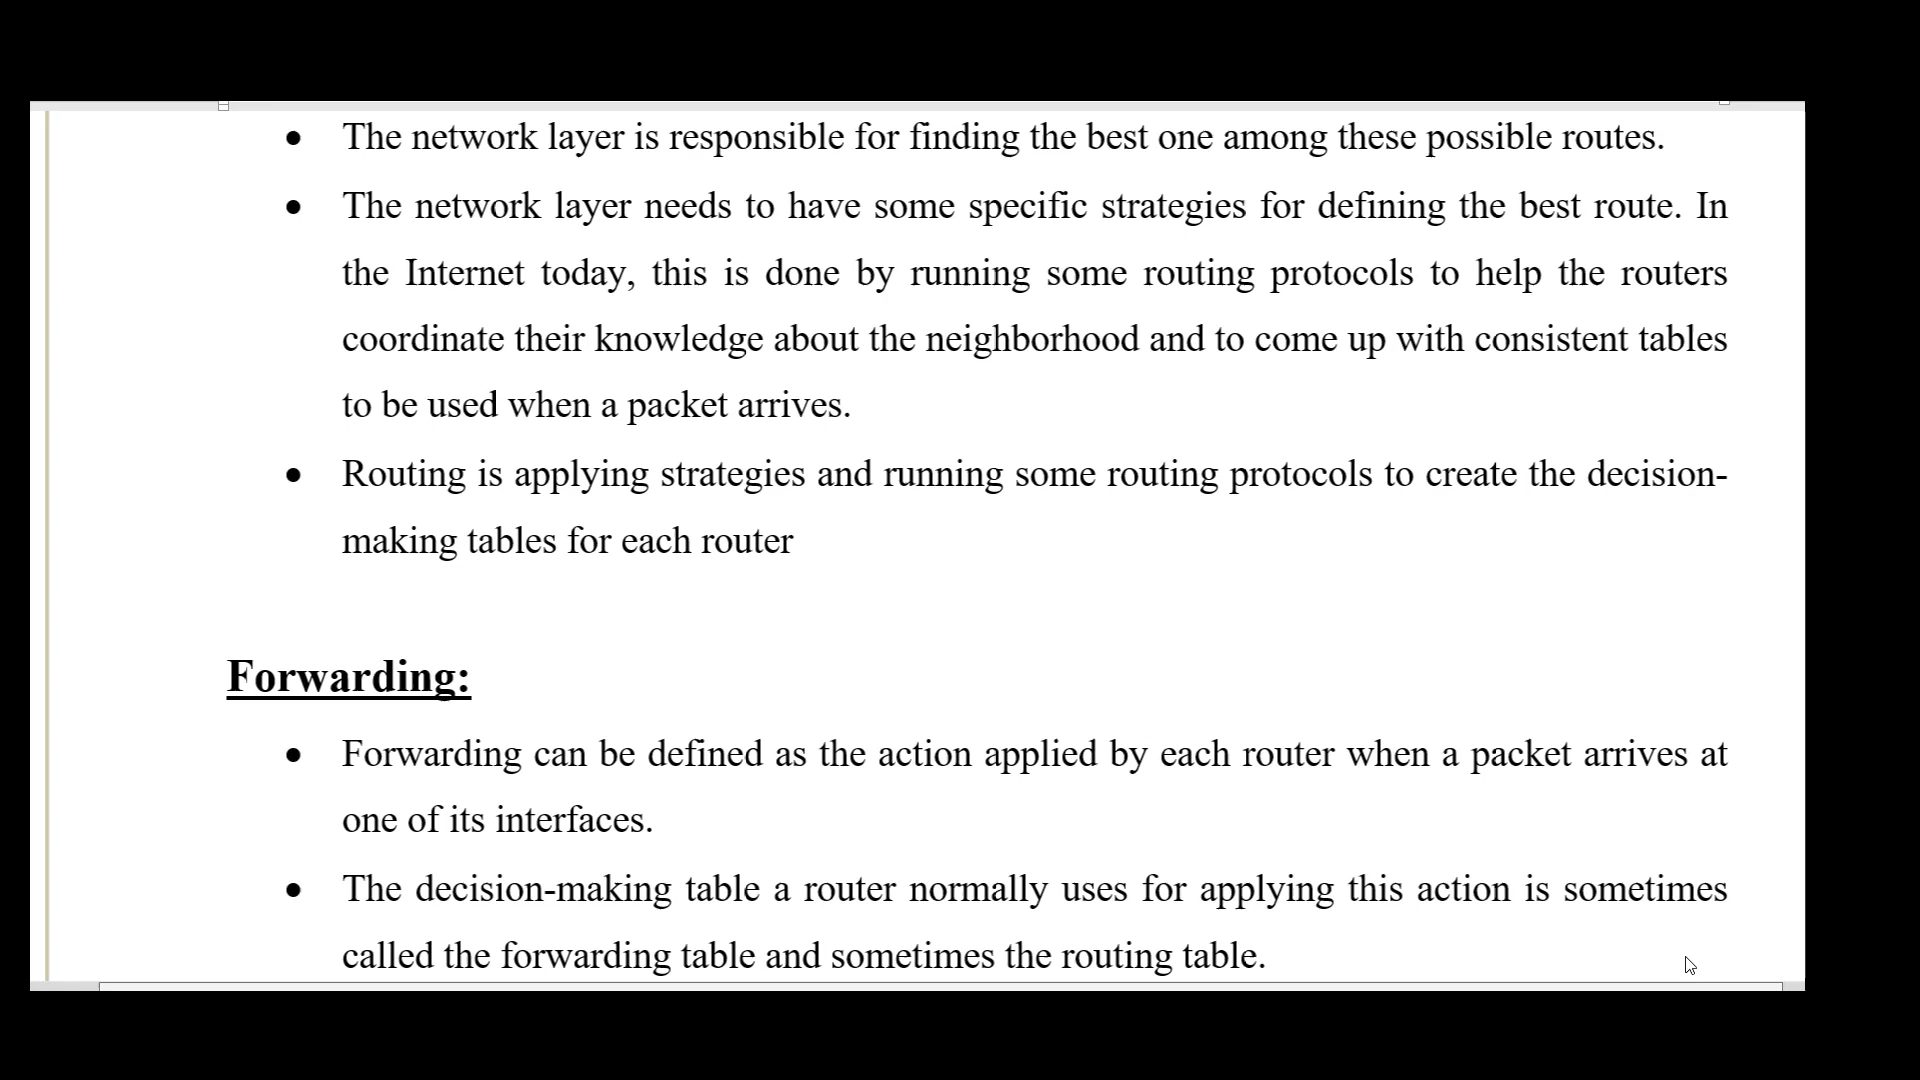 • The network layer is responsible for finding the best one among these possible routes.
• The network layer needs to have some specific strategies for defining the best route. In
the Internet today, this is done by running some routing protocols to help the routers
coordinate their knowledge about the neighborhood and to come up with consistent tables
to be used when a packet arrives.
• Routing is applying strategies and running some routing protocols to create the decision-
making tables for each router
Forwarding:
• Forwarding can be defined as the action applied by each router when a packet arrives at
one of its interfaces.
• The decision-making table a router normally uses for applying this action is sometimes
called the forwarding table and sometimes the routing table.